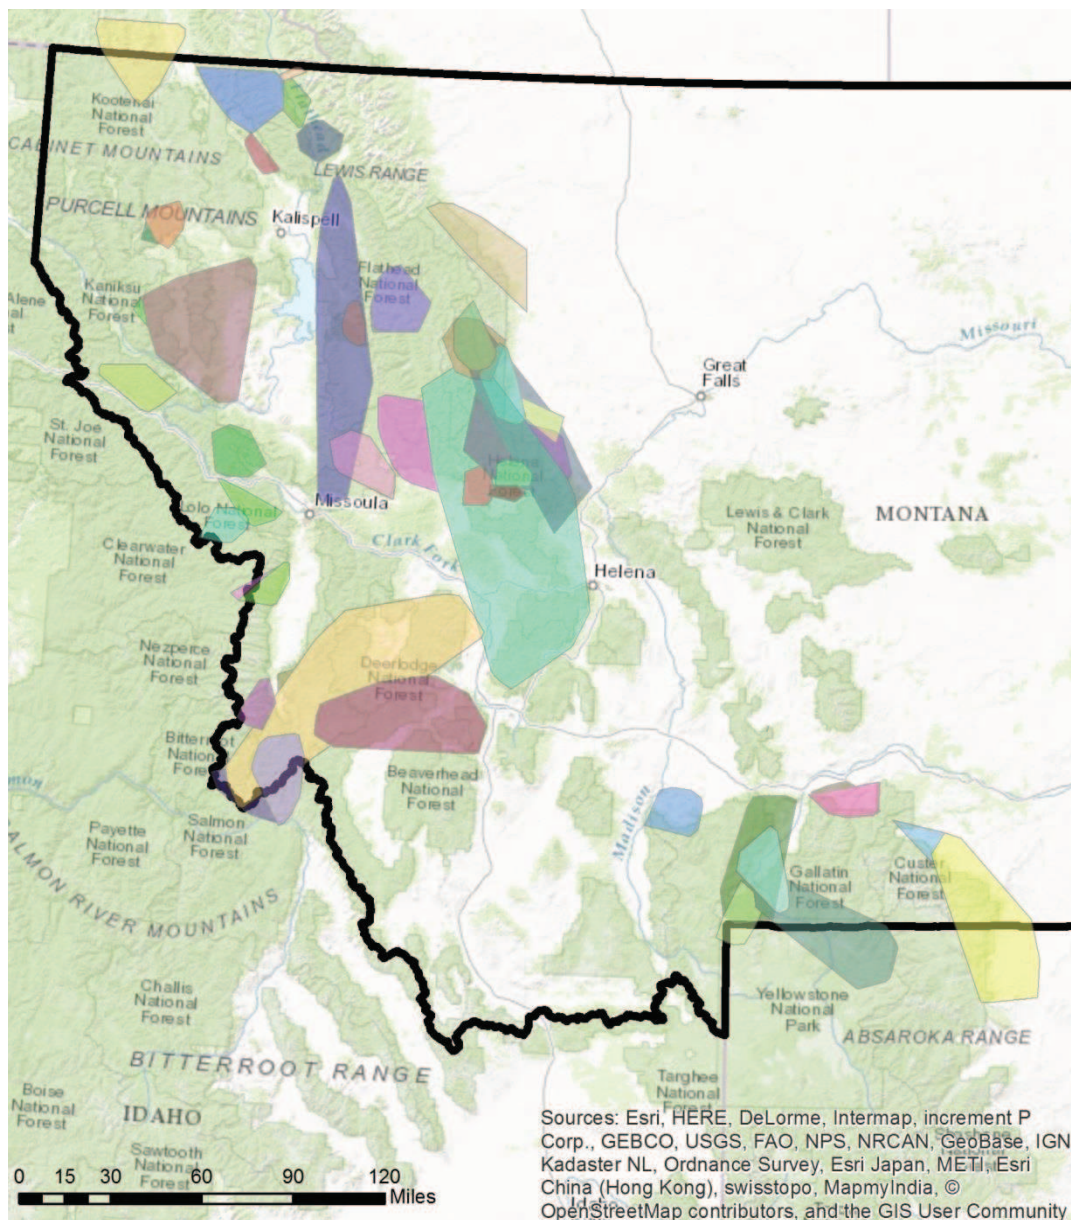 Kootenai
National
Forest
CABINET MOUNTAINS
LEWIS RANGE
PURCELL MOUNTAINS
Kalispell
Flathead
National
Forest
Kaniksu
National
Forest
Alene
al.
st
Missouri
Great
Falls
St. Joe
National
Forest
Helena
National
Missoula
Lolo National
Forest
Lewis & Clark
National
Forest
MONTANA
Clearwater
National
Forest
Clark Fork
Helena
Nezperce
National
Forest
Deerlodge
National
Forest
Bitterroot
National
Forest
Beaverhead
National
Forest
Madison
Payette
National
Forest
Salmon
National
Forest
ALMON RIVER MOUNTAINS
Gallatin
National
Forest
Custer
National
Forest
Challis
National
Forest
Yellowstone
National
Park
ABSAROKA RANGE
BITTERROOT RANGE
Targhee
National
Forest
Boise
National
Forest
IDAHO
Sawtooth
National
Forest
Sources: Esri, HERE, DeLorme, Intermap, increment P
Corp., GEBCO, USGS, FAO, NPS, NRCAN, GeoBase, IGN,
Kadaster NL, Ordnance Survey, Esri Japan, METI, Esri
China (Hong Kong), swisstopo, MapmyIndia, ©
OpenStreetMap contributors, and the GIS User Community
0 15 30 60 90 120
Miles